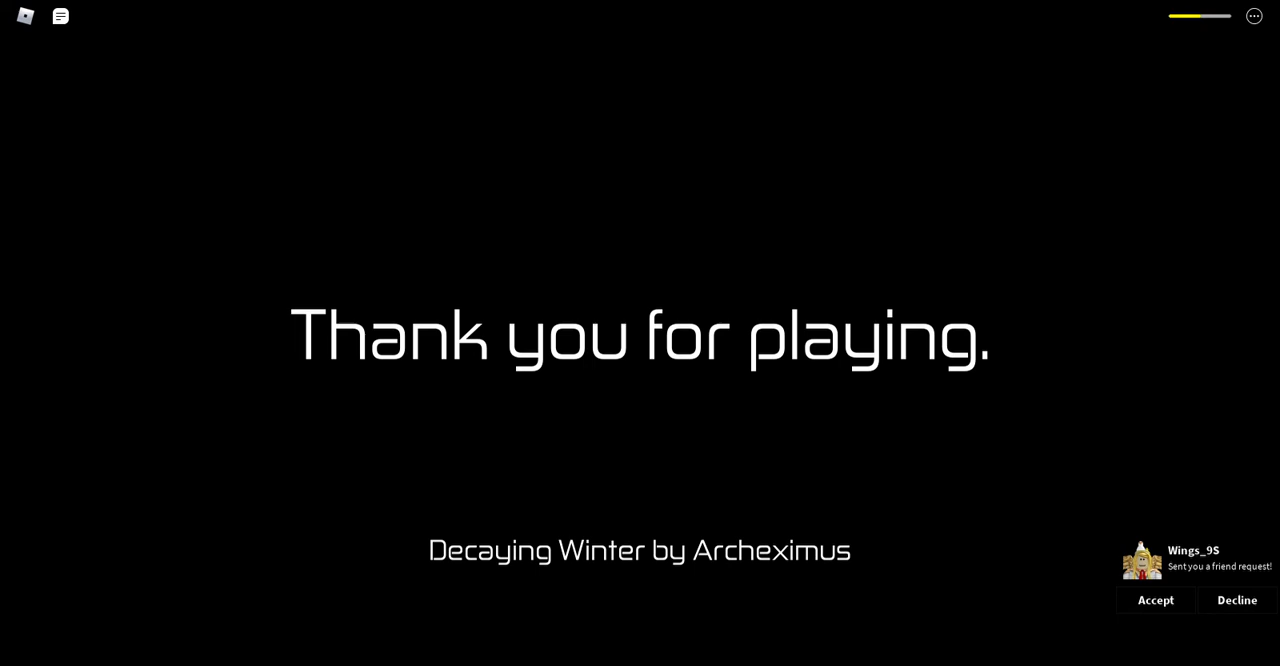 Thank you for playing.
Decaying Winter by Archeximus
Wings_9S
Sent you a friend request!
Accept
Decline